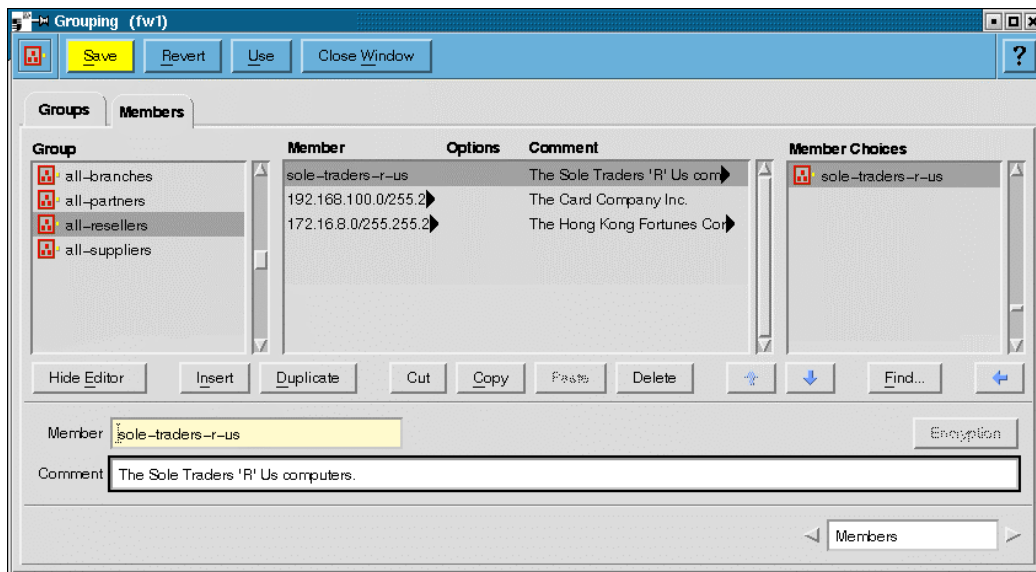 Grouping (fw1)
Save Revert Use Close Window ?
Groups Members
Group Member Options Comment Member Choices
all-branches sole-traders-r-us The Sole Traders 'R' Us com sole-traders-r-us
all-partners 192.168.100.0/255.2 The Card Company Inc.
all-resellers 172.16.8.0/255.255.2 The Hong Kong Fortunes Cor
all-suppliers
Hide Editor Insert Duplicate Cut Copy Paste Delete Find...
Member sole-traders-r-us Encryption
Comment The Sole Traders 'R' Us computers.
Members